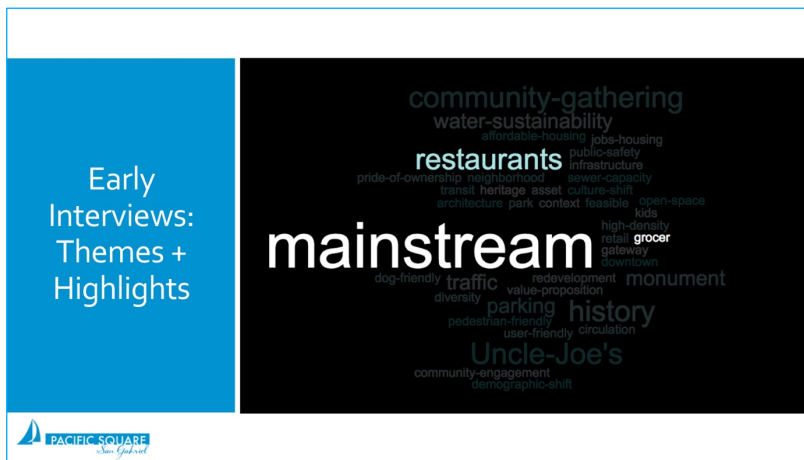 Early
Interviews:
Themes +
Highlights
community-gathering
water-sustainability
affordable-housing jobs-housing
restaurants public-safety
infrastructure
pride-of-ownership neighborhood sewer-capacity
transit heritage asset culture-shift
architecture park context feasible open-space
kids
high-density
mainstream retail grocer
gateway
downtown
dog-friendly traffic redevelopment monument
value-proposition
diversity
parking history
pedestrian-friendly
user-friendly circulation
Uncle-Joe's
community-engagement
demographic-shift
PACIFIC SQUARE
San Gabriel